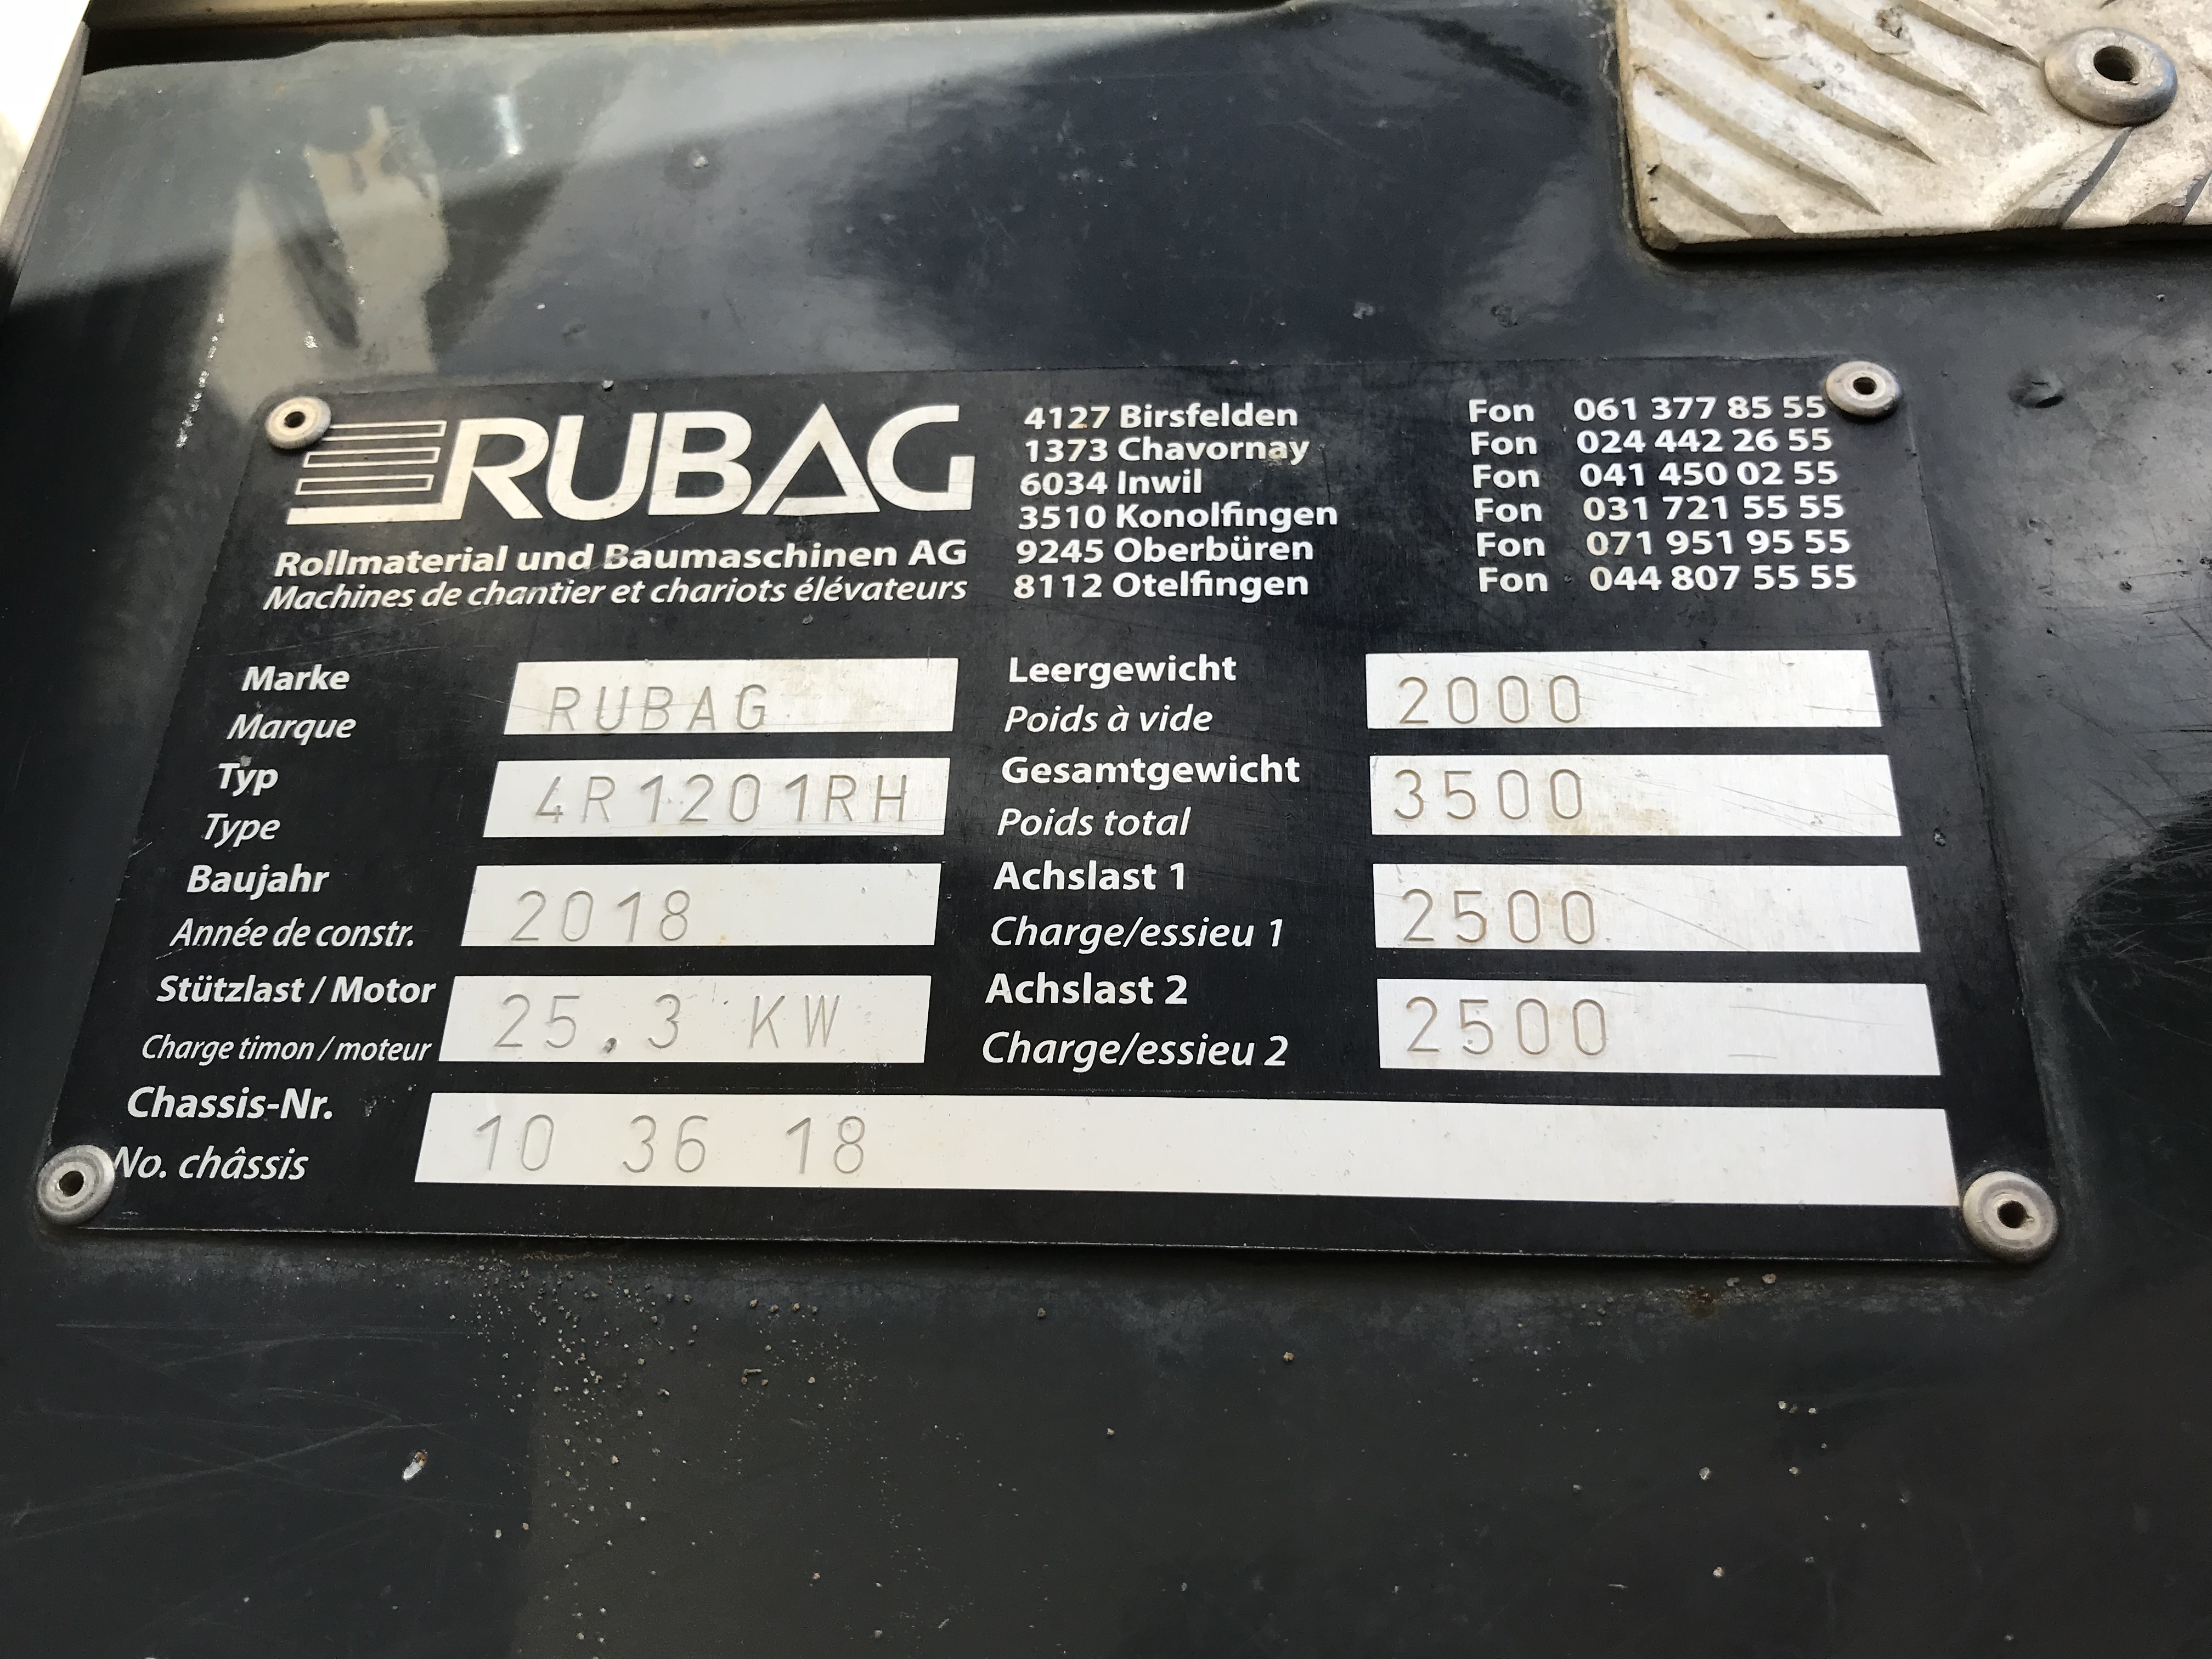 RUBAG
Rollmaterial und Baumaschinen AG
Machines de chantier et chariots élévateurs
4127 Birsfelden Fon 061 377 85 55
1373 Chavornay Fon 024 442 26 55
6034 Inwil Fon 041 450 02 55
3510 Konolfingen Fon 031 721 55 55
9245 Oberbüren Fon 071 951 95 55
8112 Otelfingen Fon 044 807 55 55
Marke
Marque
RUBAG
Typ
Type
4R1201RH
Baujahr
Année de constr.
2018
Stützlast / Motor
Charge timon / moteur
25,3 KW
Leergewicht
Poids à vide
2000
Gesamtgewicht
Poids total
3500
Achslast 1
Charge/essieu 1
2500
Achslast 2
Charge/essieu 2
2500
Chassis-Nr.
No. châssis
10 36 18